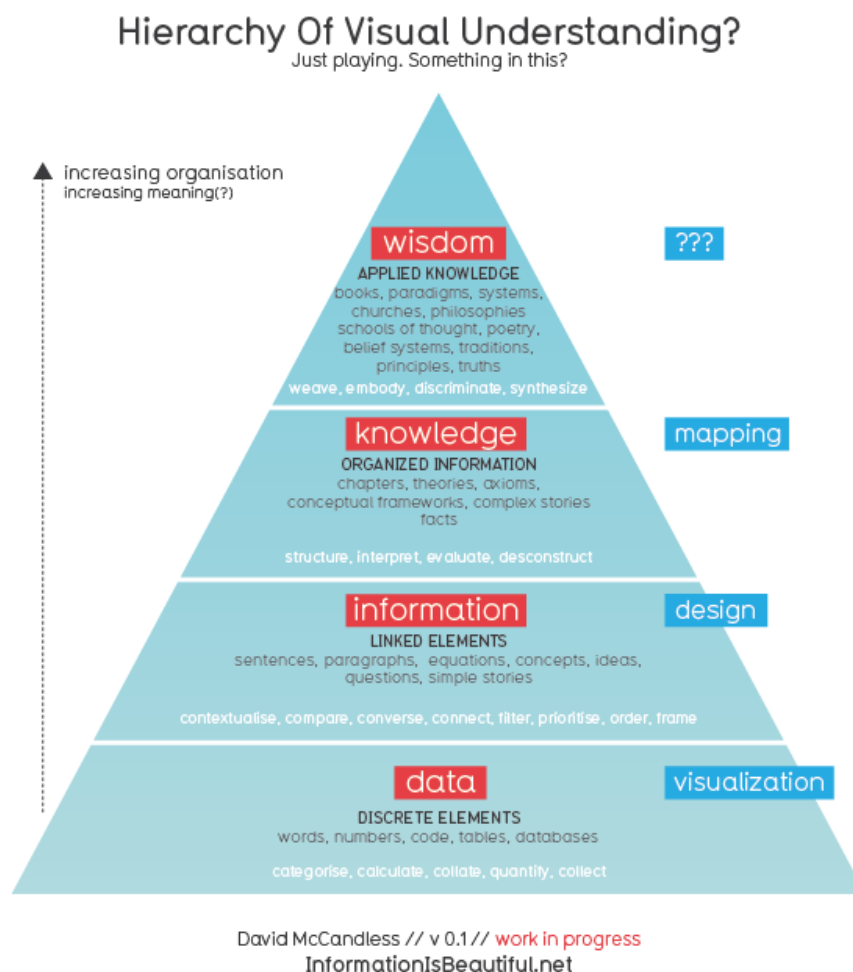 Hierarchy Of Visual Understanding?
Just playing. Something in this?
increasing organisation
increasing meaning(?)
wisdom
???
APPLIED KNOWLEDGE
books, paradigms, systems,
churches, philosophies
schools of thought, poetry,
belief systems, traditions,
principles, truths
weave, embody, discriminate, synthesize
knowledge
mapping
ORGANIZED INFORMATION
chapters, theories, axioms,
conceptual frameworks, complex stories
facts
structure, interpret, evaluate, desconstruct
information
design
LINKED ELEMENTS
sentences, paragraphs, equations, concepts, ideas,
questions, simple stories
contextualise, compare, converse, connect, filter, prioritise, order, frame
data
visualization
DISCRETE ELEMENTS
words, numbers, code, tables, databases
categorise, calculate, collate, quantify, collect
David McCandless // v 0.1 // work in progress
InformationIsBeautiful.net